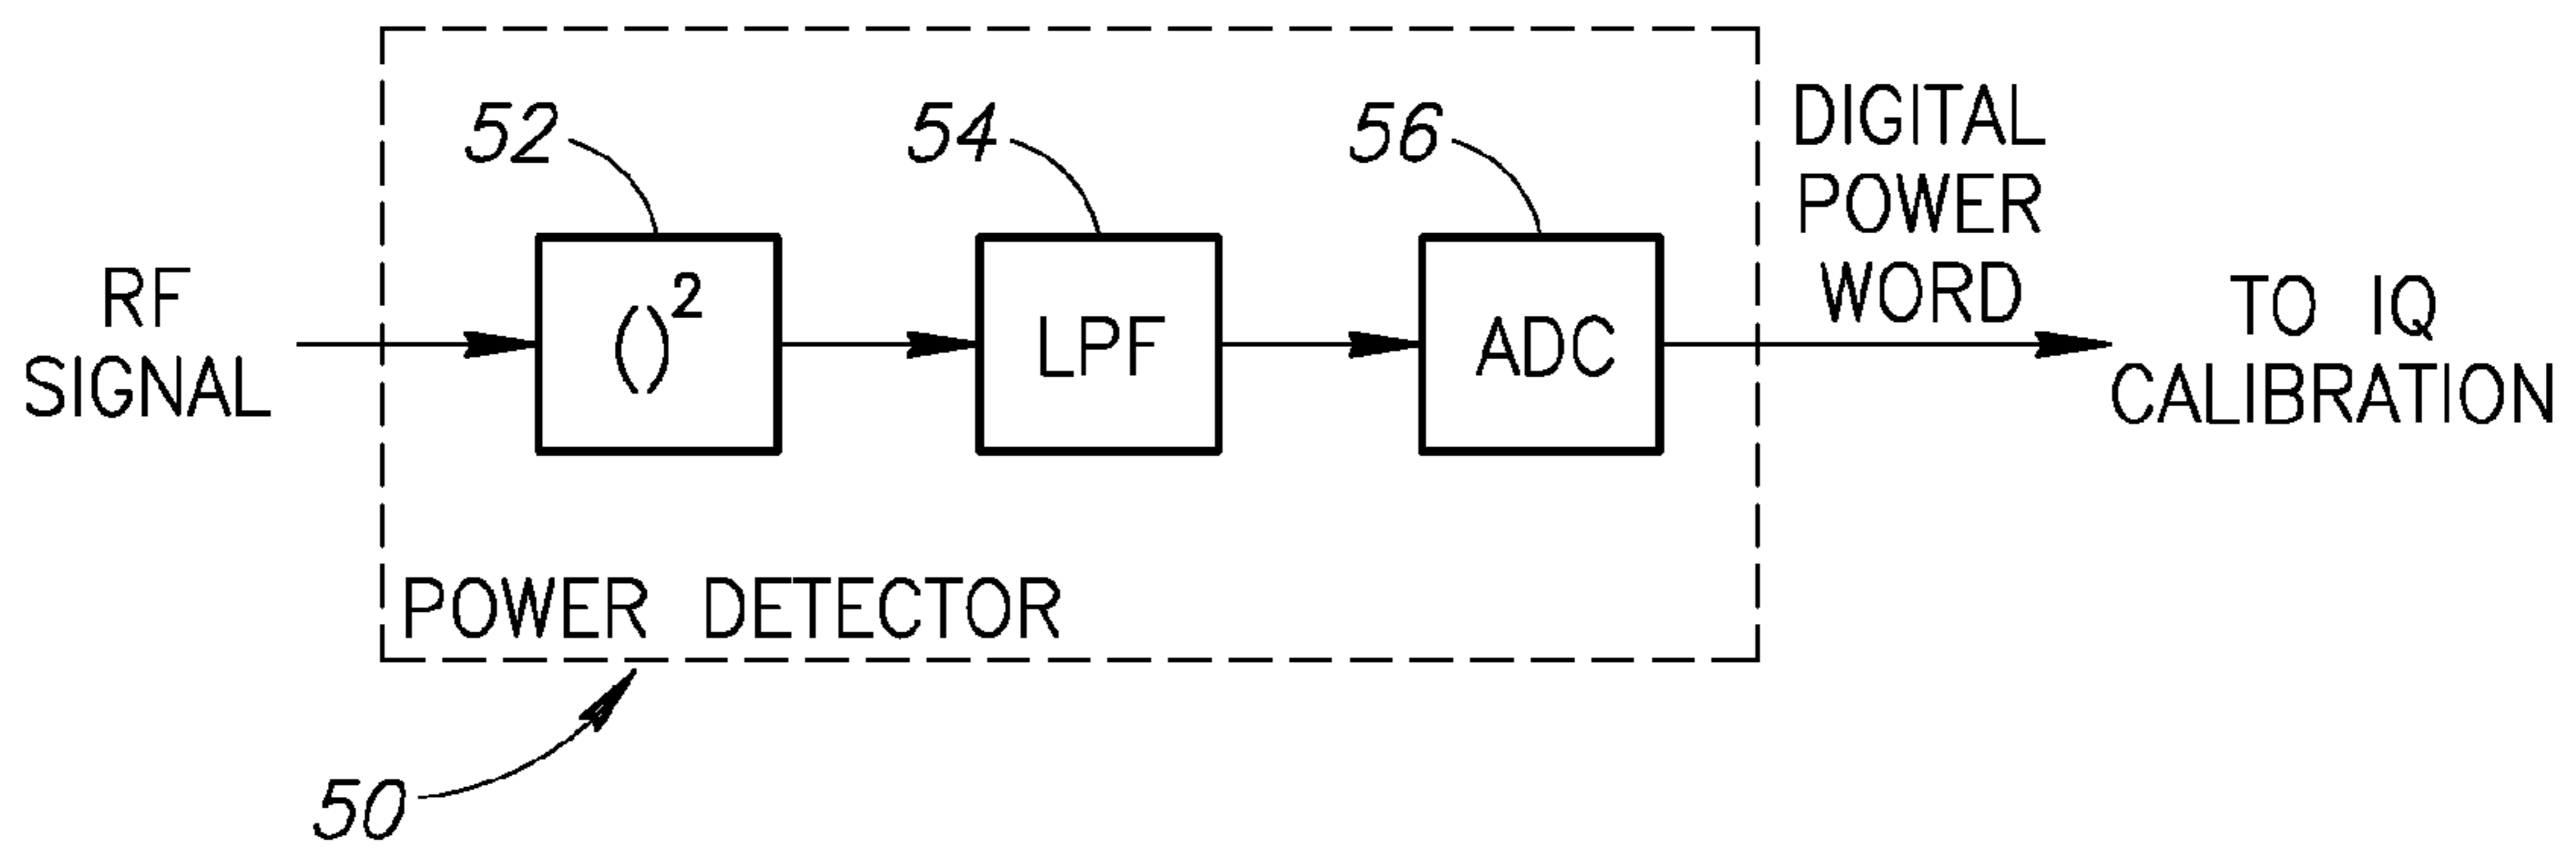 52
54
56
DIGITAL
POWER
WORD
RF
SIGNAL
()²
LPF
ADC
TO IQ
CALIBRATION
POWER DETECTOR
50